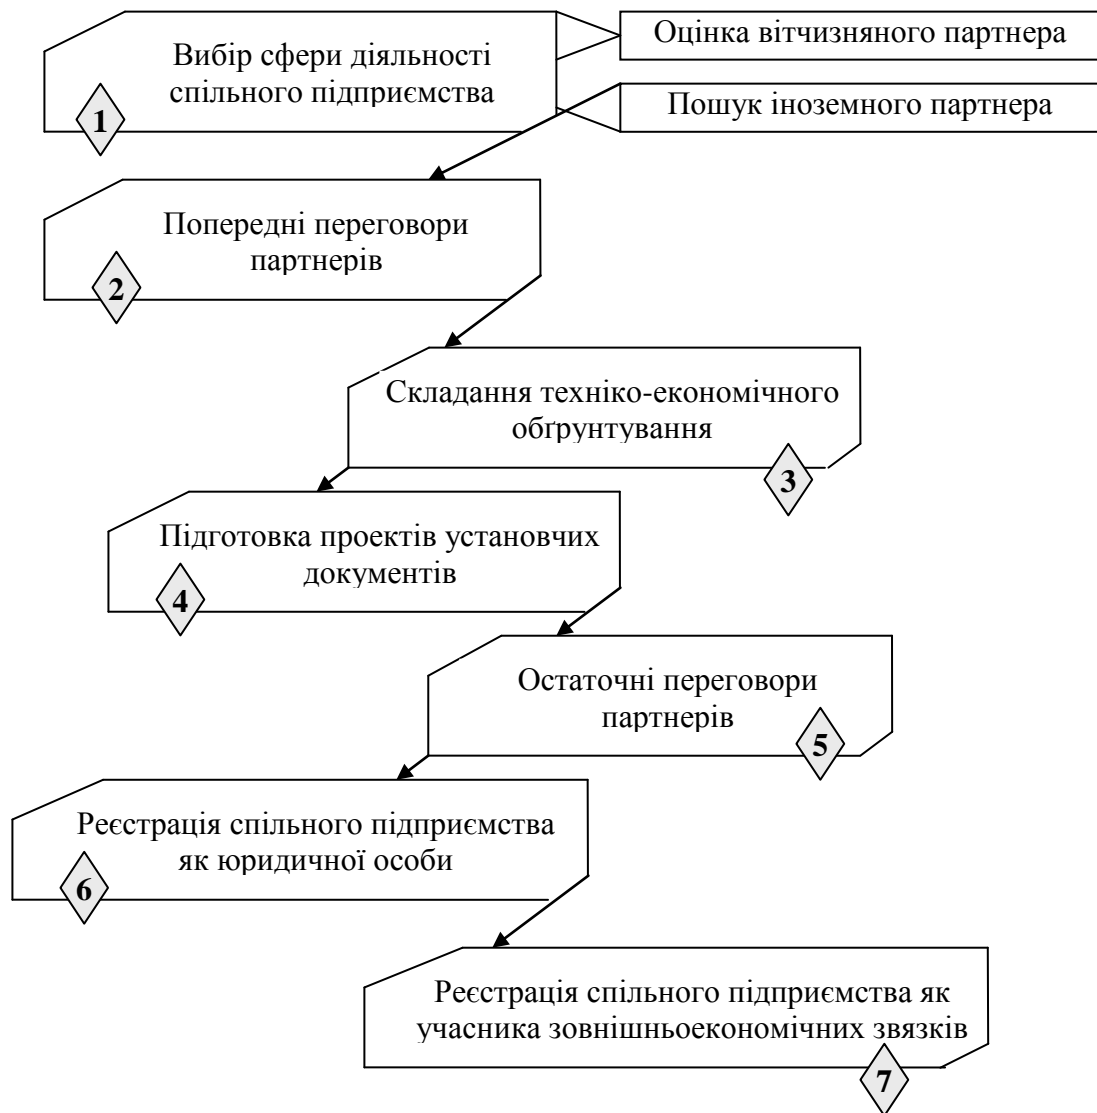 Вибір сфери діяльності
спільного підприємства
1
Оцінка вітчизняного партнера
Пошук іноземного партнера
Попередні переговори
партнерів
2
Складання техніко-економічного
обґрунтування
3
Підготовка проектів установчих
документів
4
Остаточні переговори
партнерів
5
Реєстрація спільного підприємства
як юридичної особи
6
Реєстрація спільного підприємства як
учасника зовнішньоекономічних звязків
7